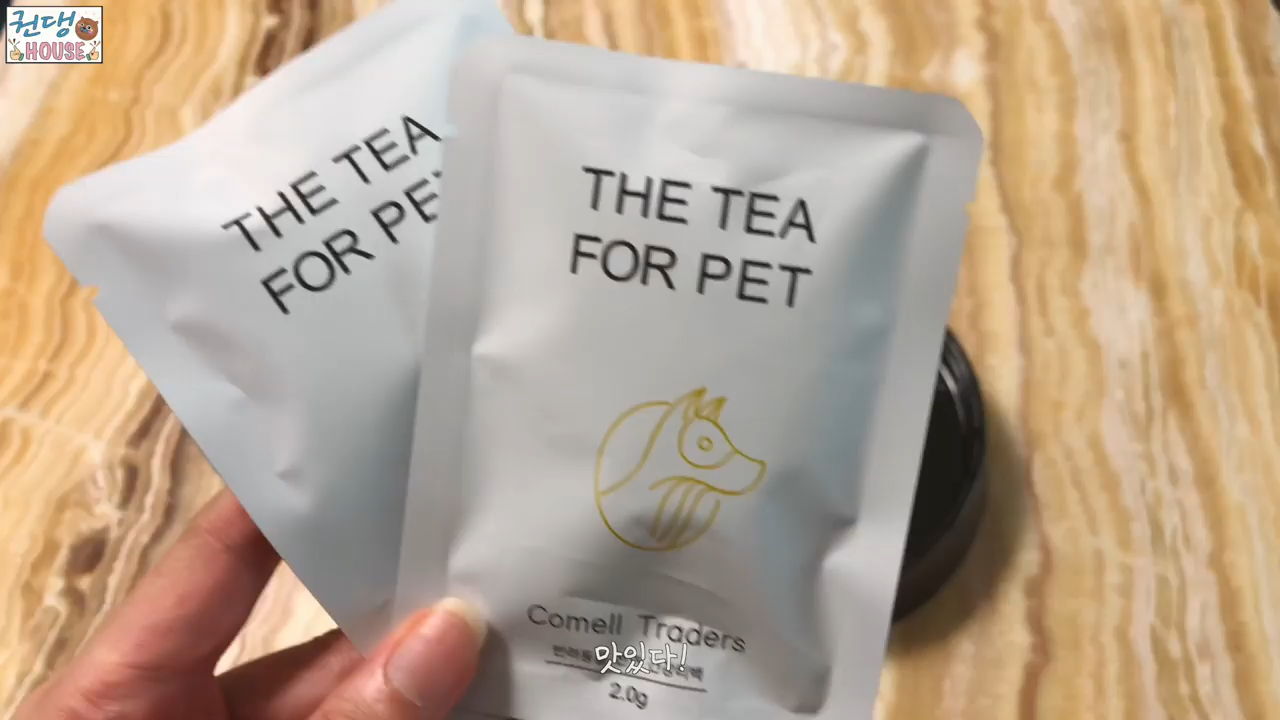 권댕
HOUSE
THE TEA
FOR PE
THE TEA
FOR PET
Comell Traders
맛있다!
2.0g